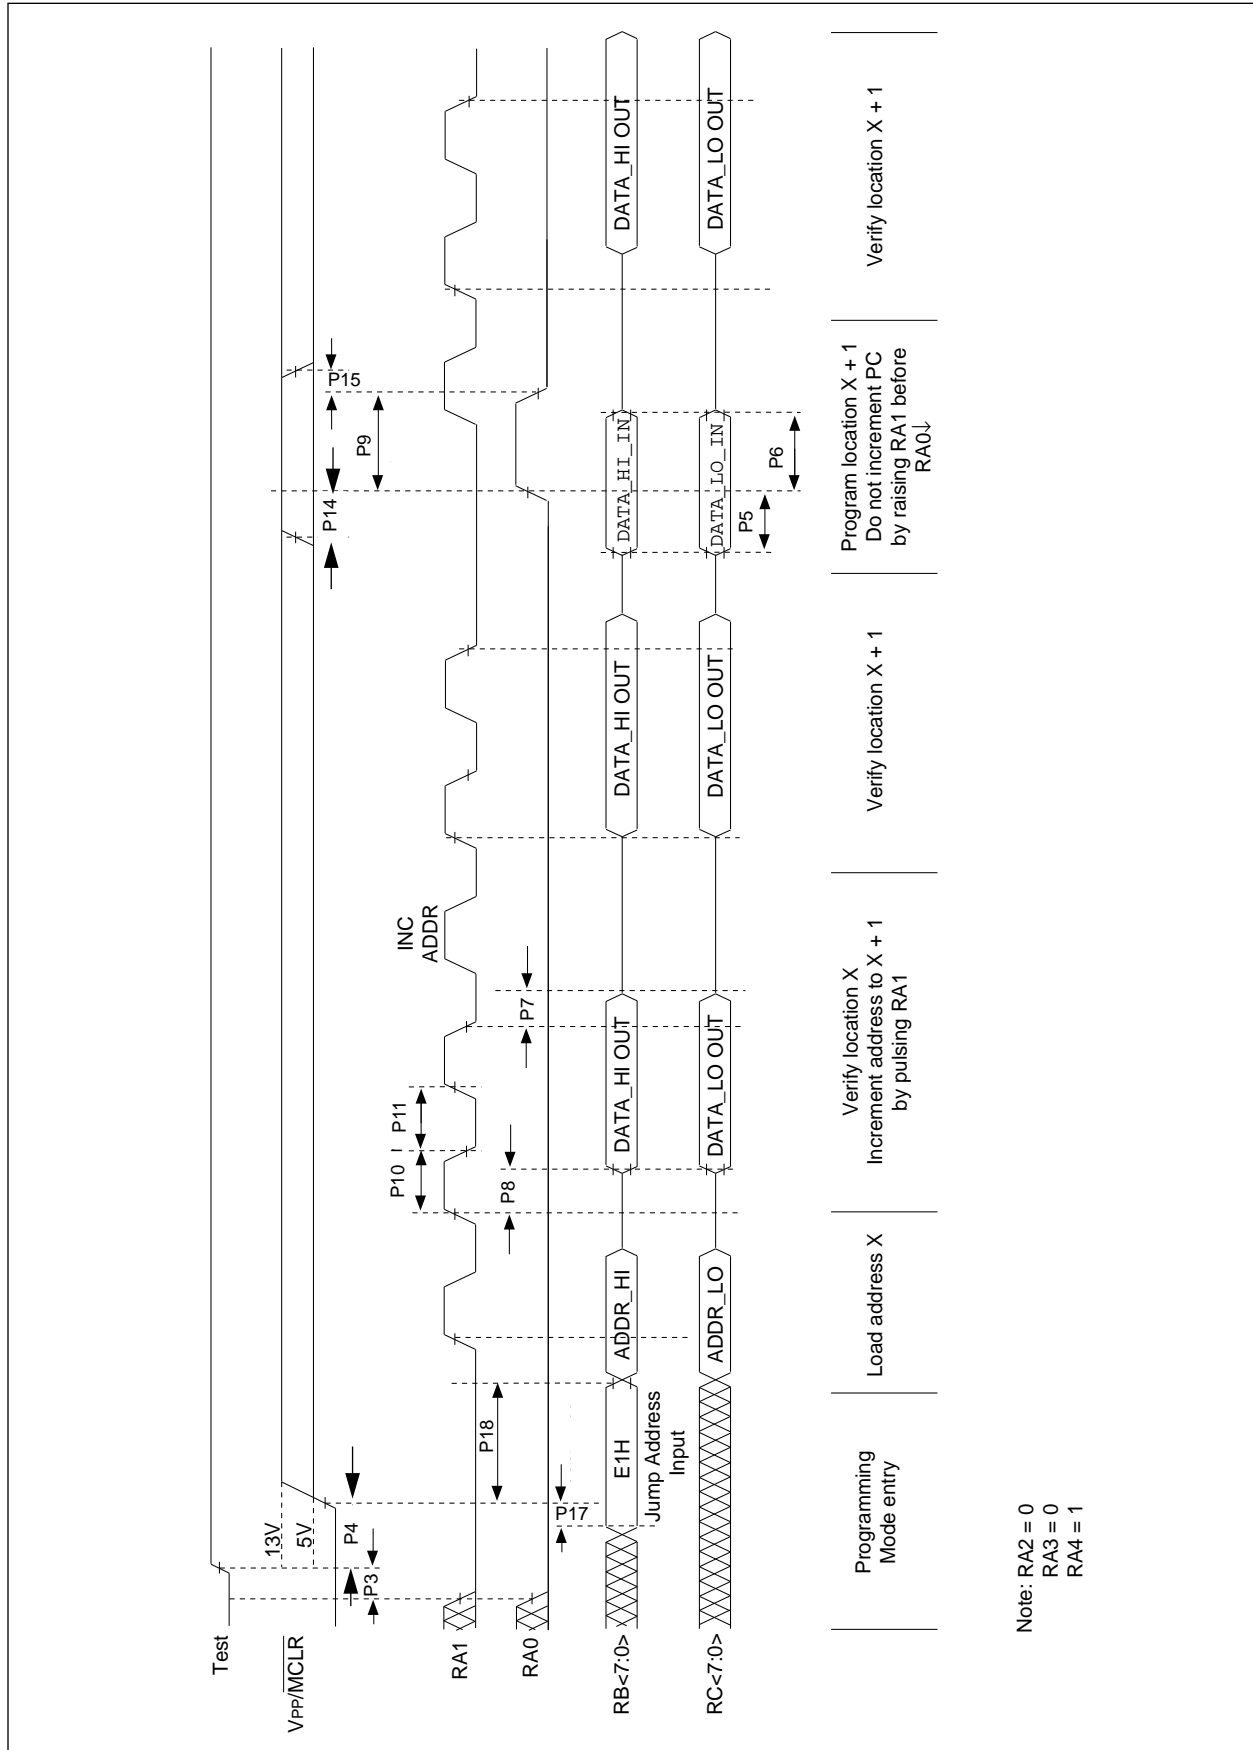 Test
VPP/MCLR
13V
5V
P3
P4
P14
P15
P9
RA1
P10
P11
INC
ADDR
RA0
P18
P17
P8
P7
RB<7:0>
E1H
ADDR_HI
DATA_HI OUT
DATA_HI OUT
DATA_HI_IN
DATA_HI OUT
Jump Address
Input
RC<7:0>
ADDR_LO
DATA_LO OUT
DATA_LO OUT
DATA_LO_IN
DATA_LO OUT
P5
P6
Programming
Mode entry
Load address X
Verify location X
Increment address to X + 1
by pulsing RA1
Verify location X + 1
Program location X + 1
Do not increment PC
by raising RA1 before
RA0↓
Verify location X + 1
Note: RA2 = 0
RA3 = 0
RA4 = 1